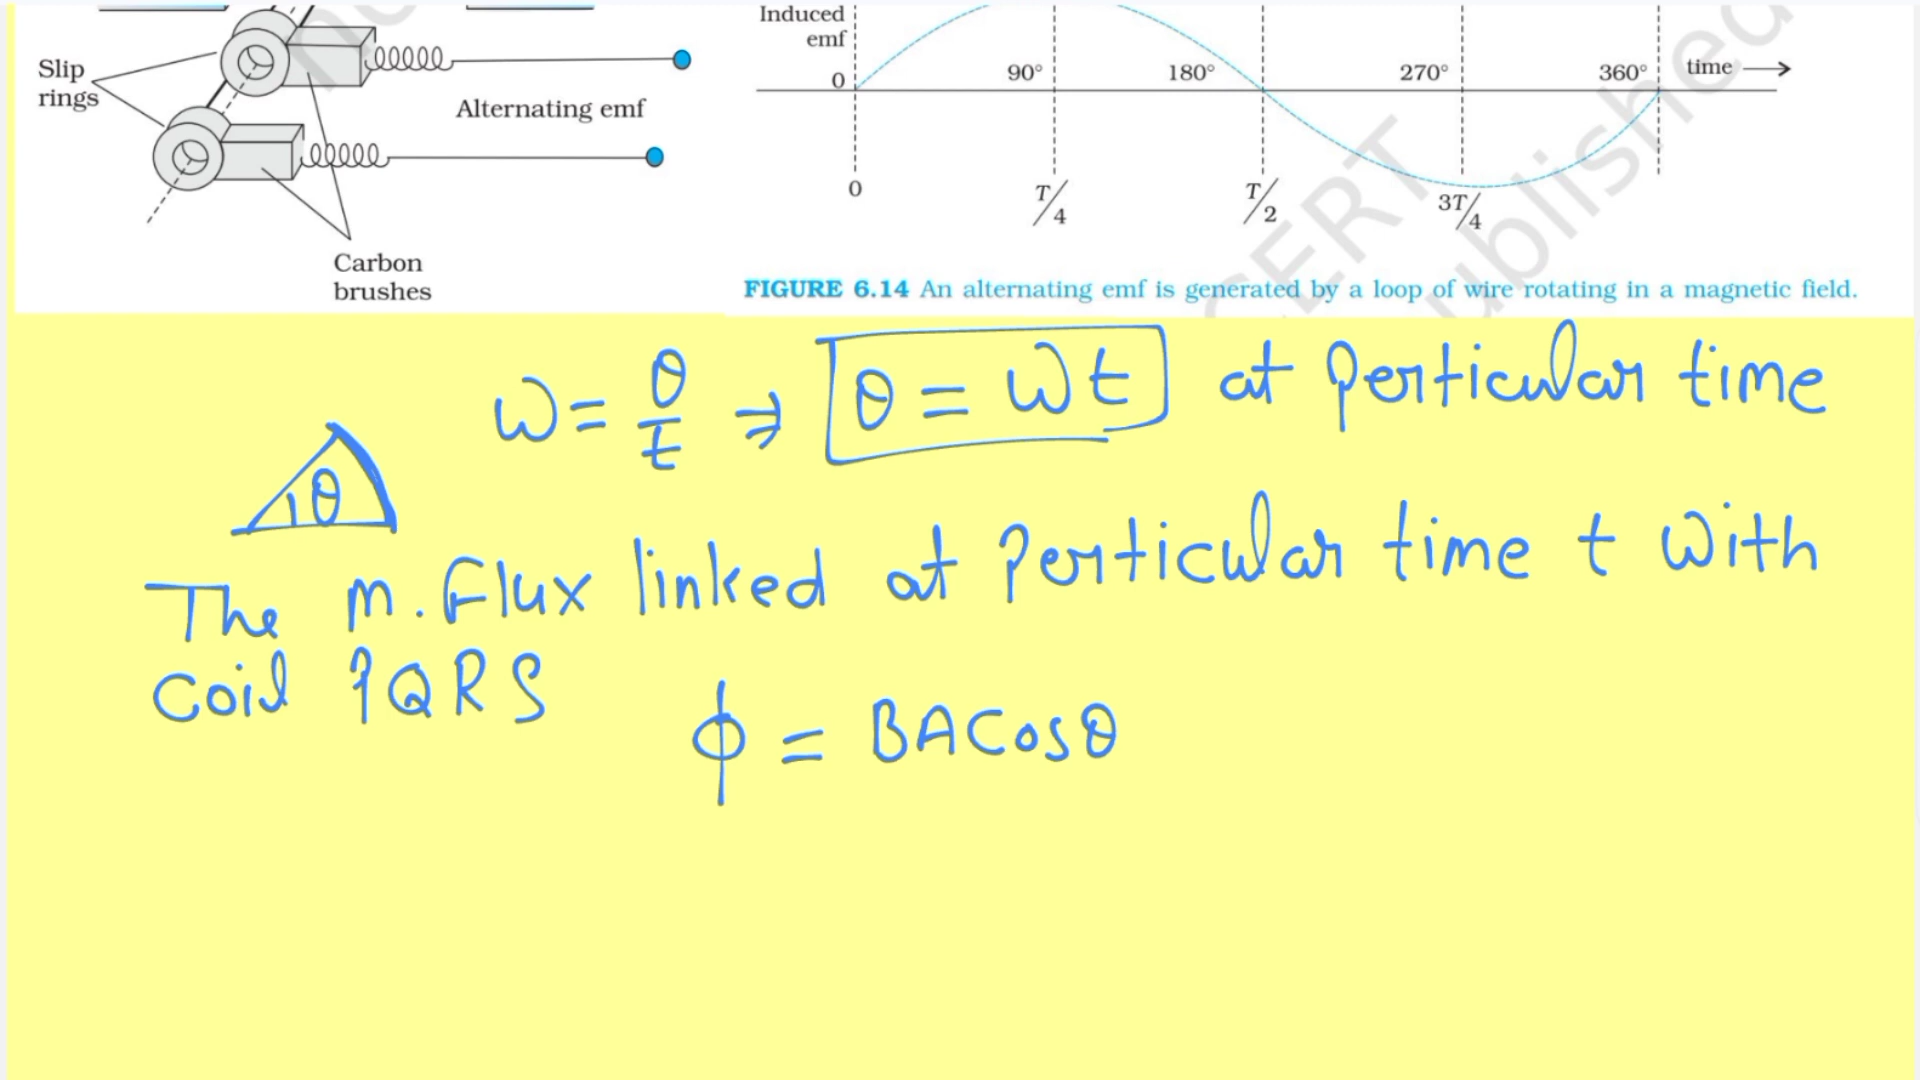 Slip
rings
Alternating emf
Carbon
brushes
Induced
emf
0
90°
180°
270°
360°
time
0
T/4
T/2
3T/4
FIGURE 6.14 An alternating emf is generated by a loop of wire rotating in a magnetic field.
ω = θ/t ⇒ θ = ωt at perticular time
θ
The m. flux linked at perticular time t with
coil PQRS
ϕ = BACosθ